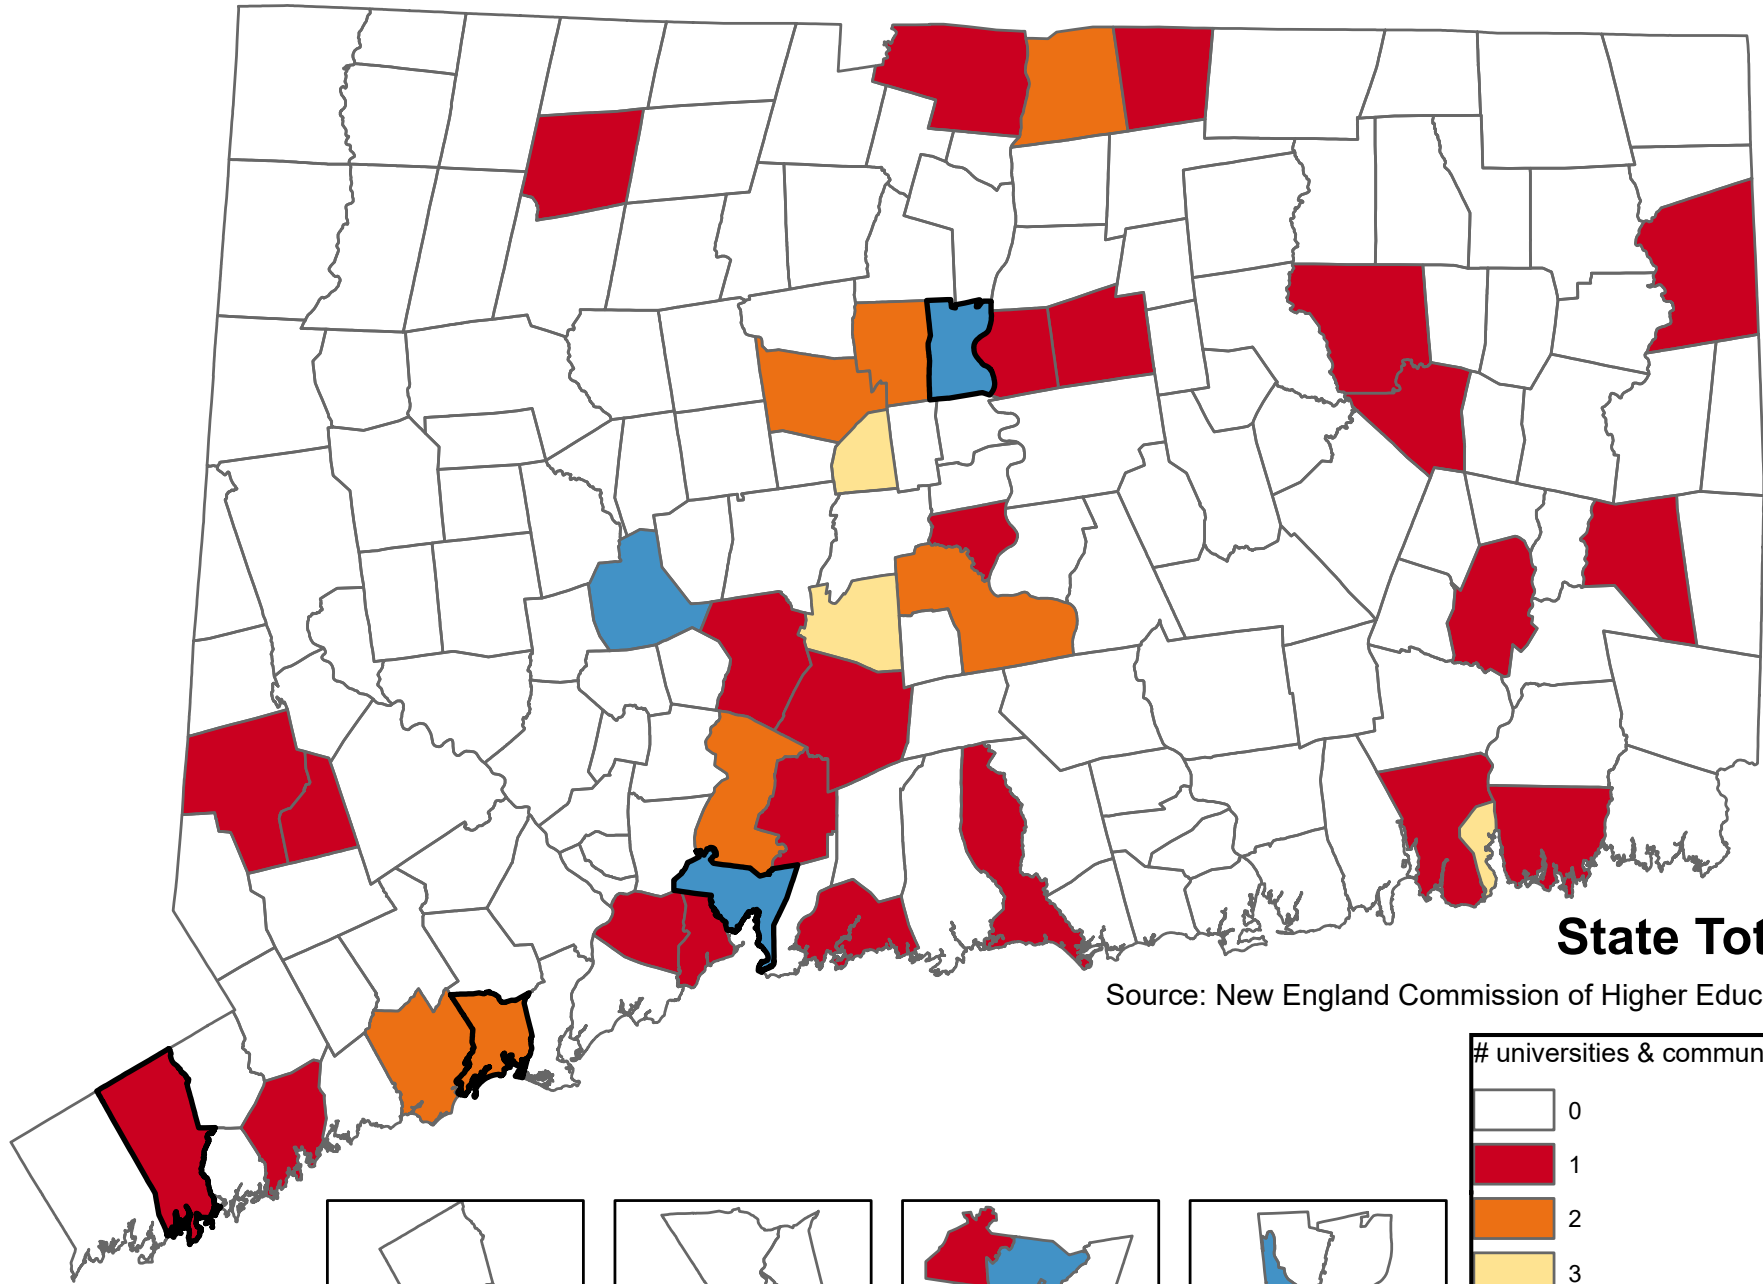 State Tot
Source: New England Commission of Higher Educ
# universities & commun
0
1
2
3